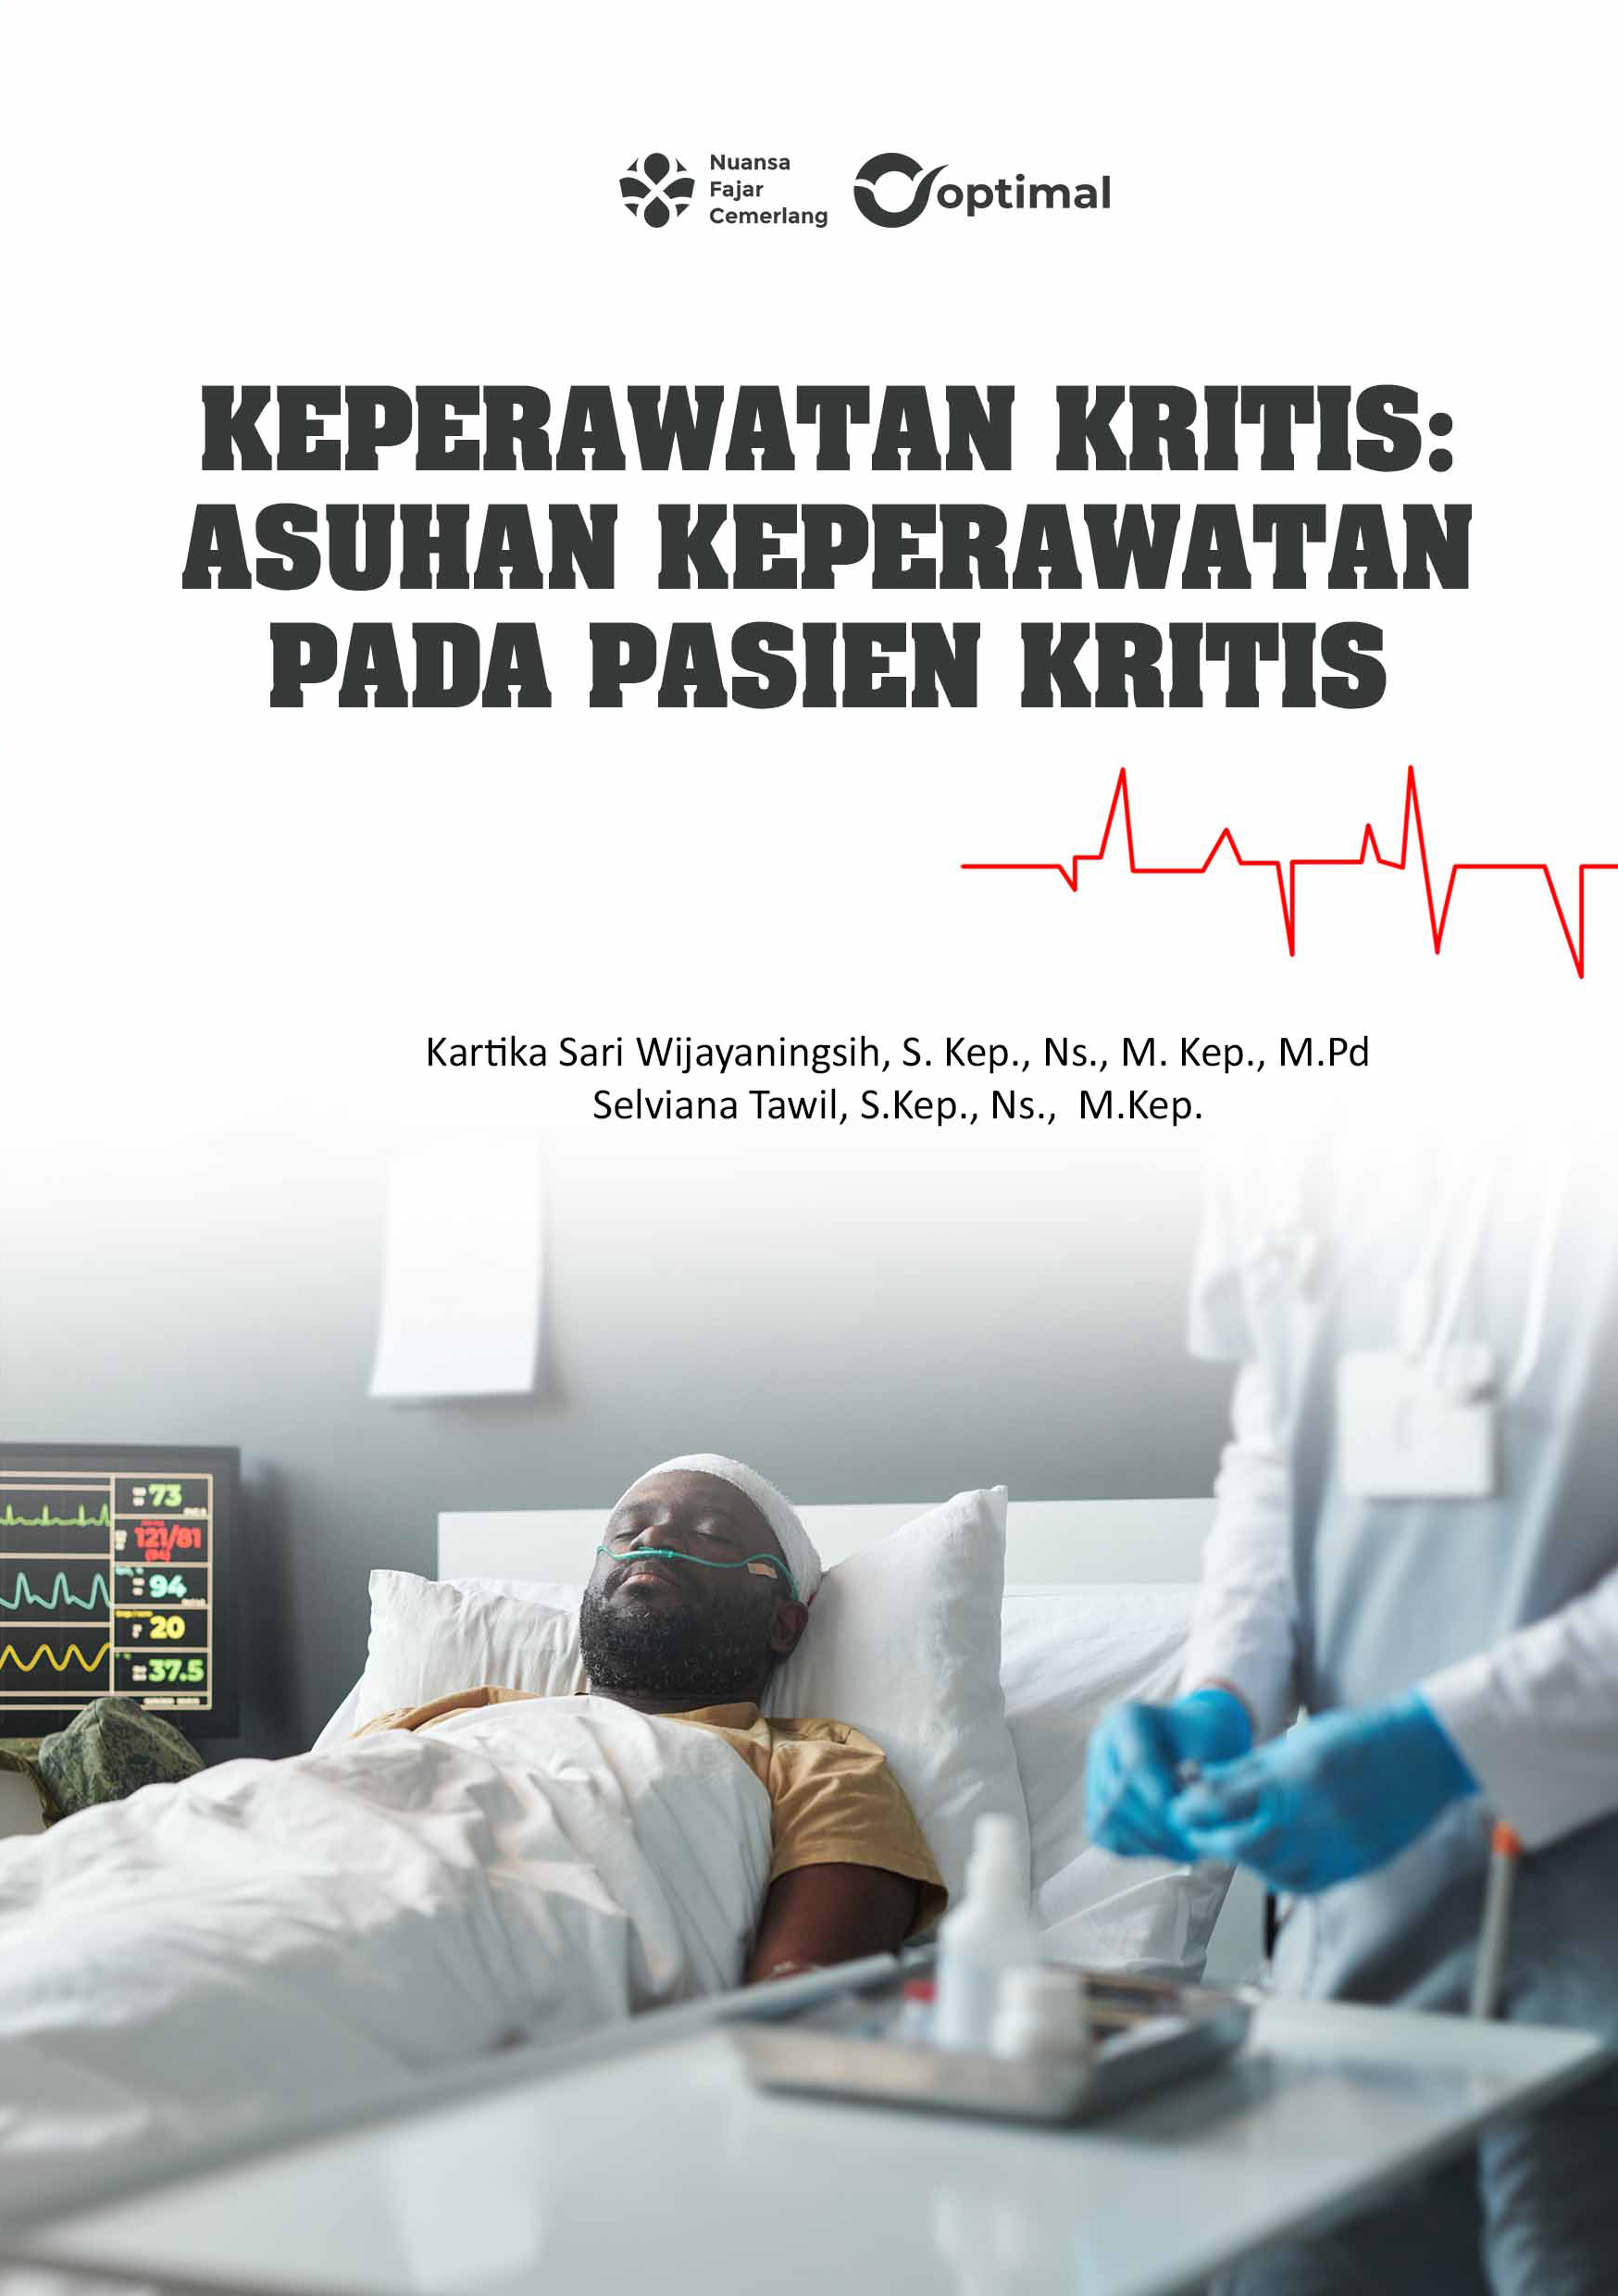 Nuansa
Fajar
Cemerlang
optimal
KEPERAWATAN KRITIS:
ASUHAN KEPERAWATAN
PADA PASIEN KRITIS
Kartika Sari Wijayaningsih, S. Kep., Ns., M. Kep., M.Pd
Selviana Tawil, S.Kep., Ns., M.Kep.
73
121/81
94
20
37.5